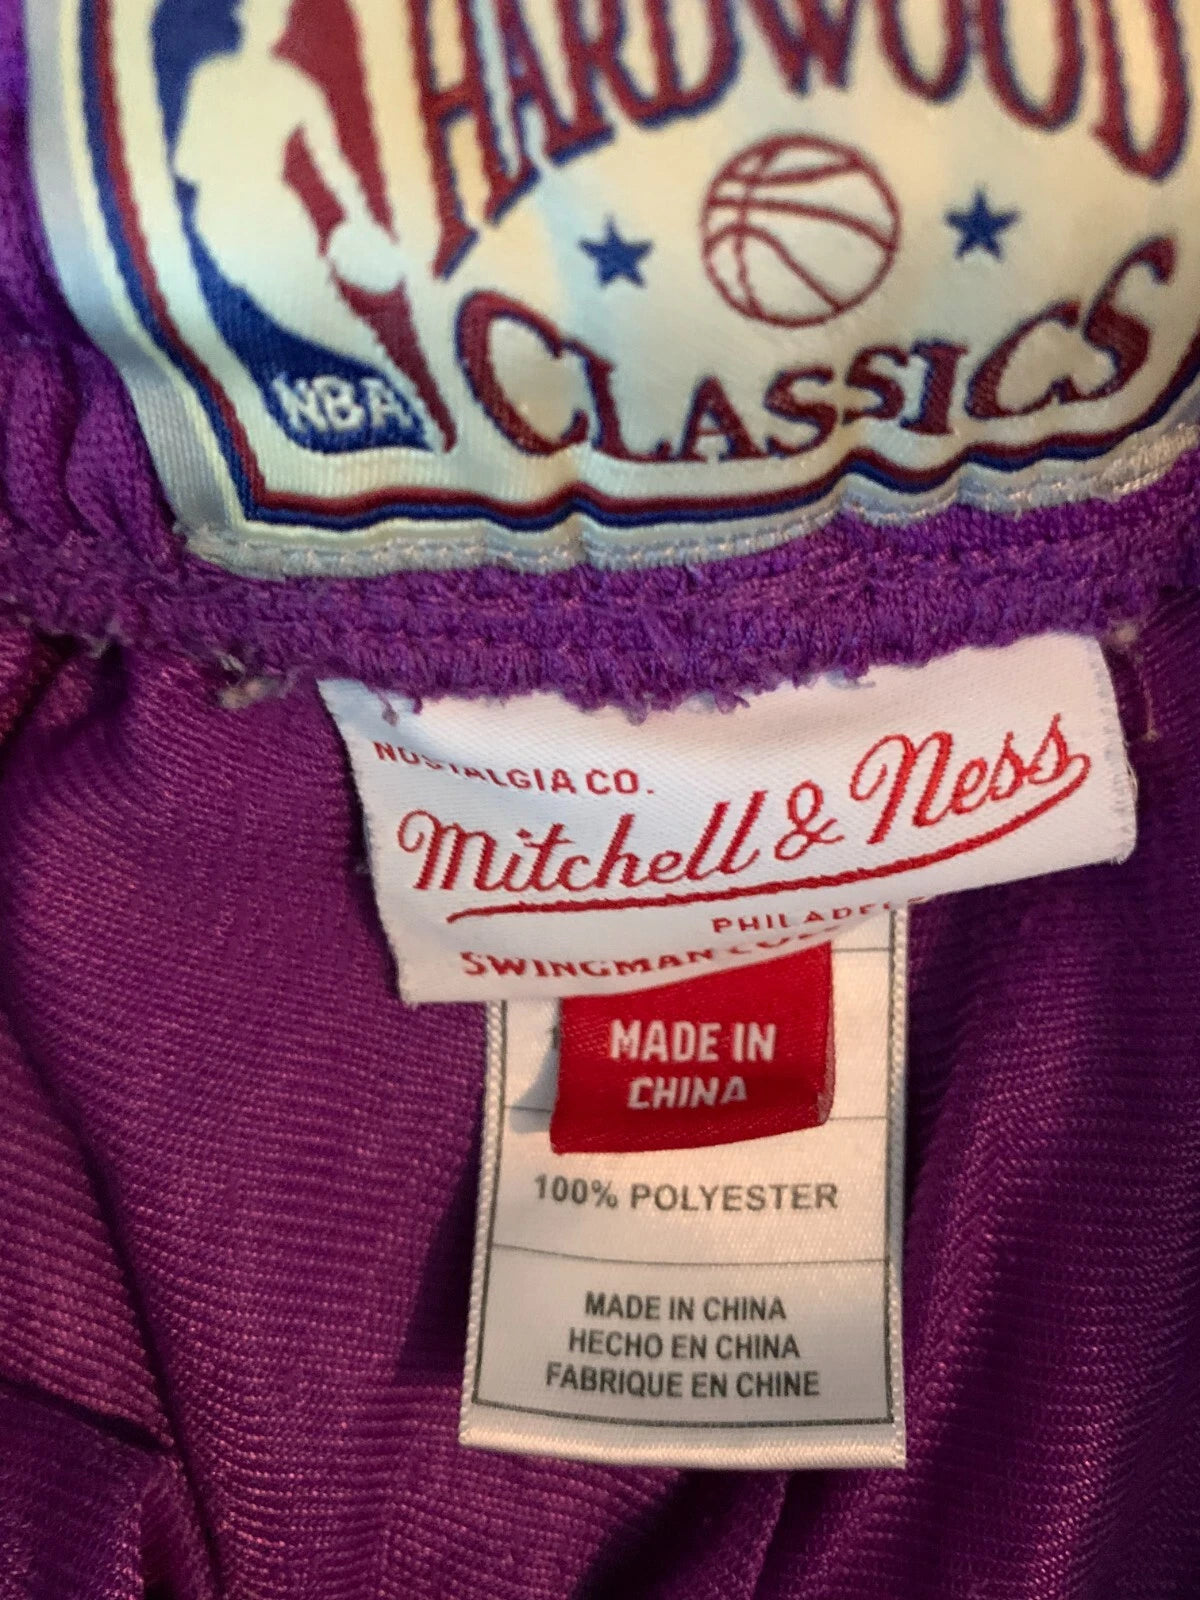 HARDWOOD
NBA
CLASSICS
NOSTALGIA CO.
Mitchell & Ness
SWINGMAN
MADE IN
CHINA
100% POLYESTER
MADE IN CHINA
HECHO EN CHINA
FABRIQUE EN CHINE